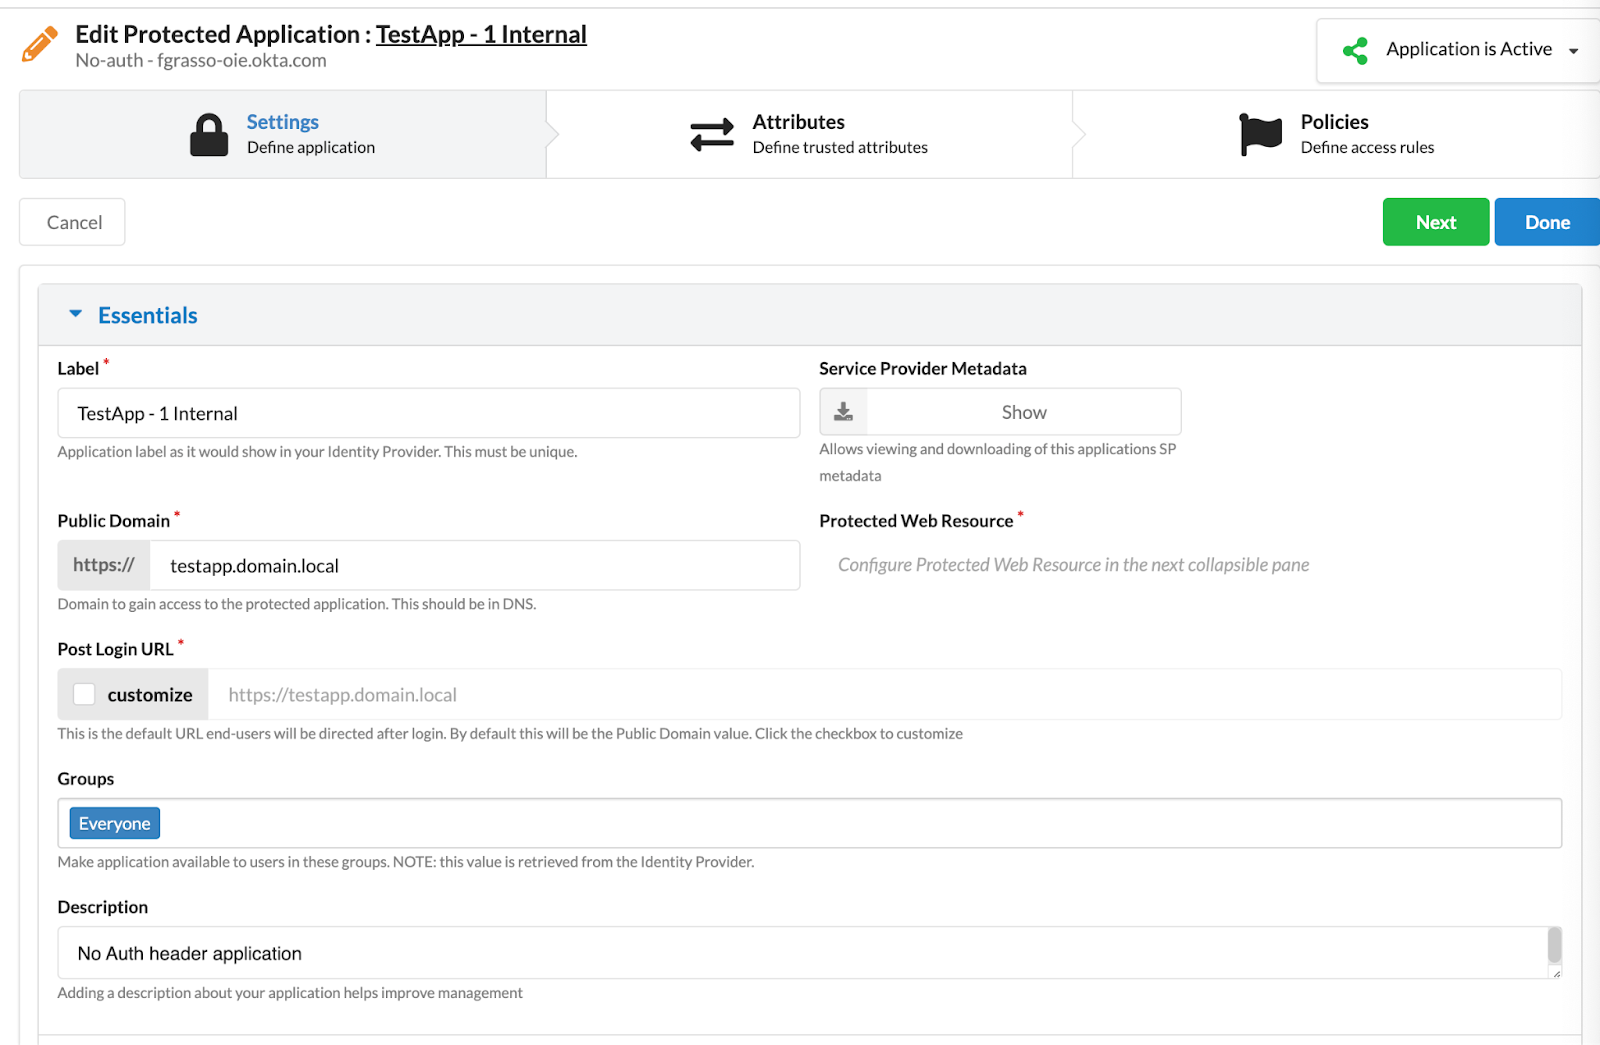 Edit Protected Application : TestApp - 1 Internal
No-auth - fgrasso-oie.okta.com
Application is Active
Settings
Define application
Attributes
Define trusted attributes
Policies
Define access rules
Cancel
Next
Done
Essentials
Label *
TestApp - 1 Internal
Application label as it would show in your Identity Provider. This must be unique.
Service Provider Metadata
Show
Allows viewing and downloading of this applications SP
metadata
Public Domain *
https://
testapp.domain.local
Domain to gain access to the protected application. This should be in DNS.
Protected Web Resource *
Configure Protected Web Resource in the next collapsible pane
Post Login URL *
customize
https://testapp.domain.local
This is the default URL end-users will be directed after login. By default this will be the Public Domain value. Click the checkbox to customize
Groups
Everyone
Make application available to users in these groups. NOTE: this value is retrieved from the Identity Provider.
Description
No Auth header application
Adding a description about your application helps improve management